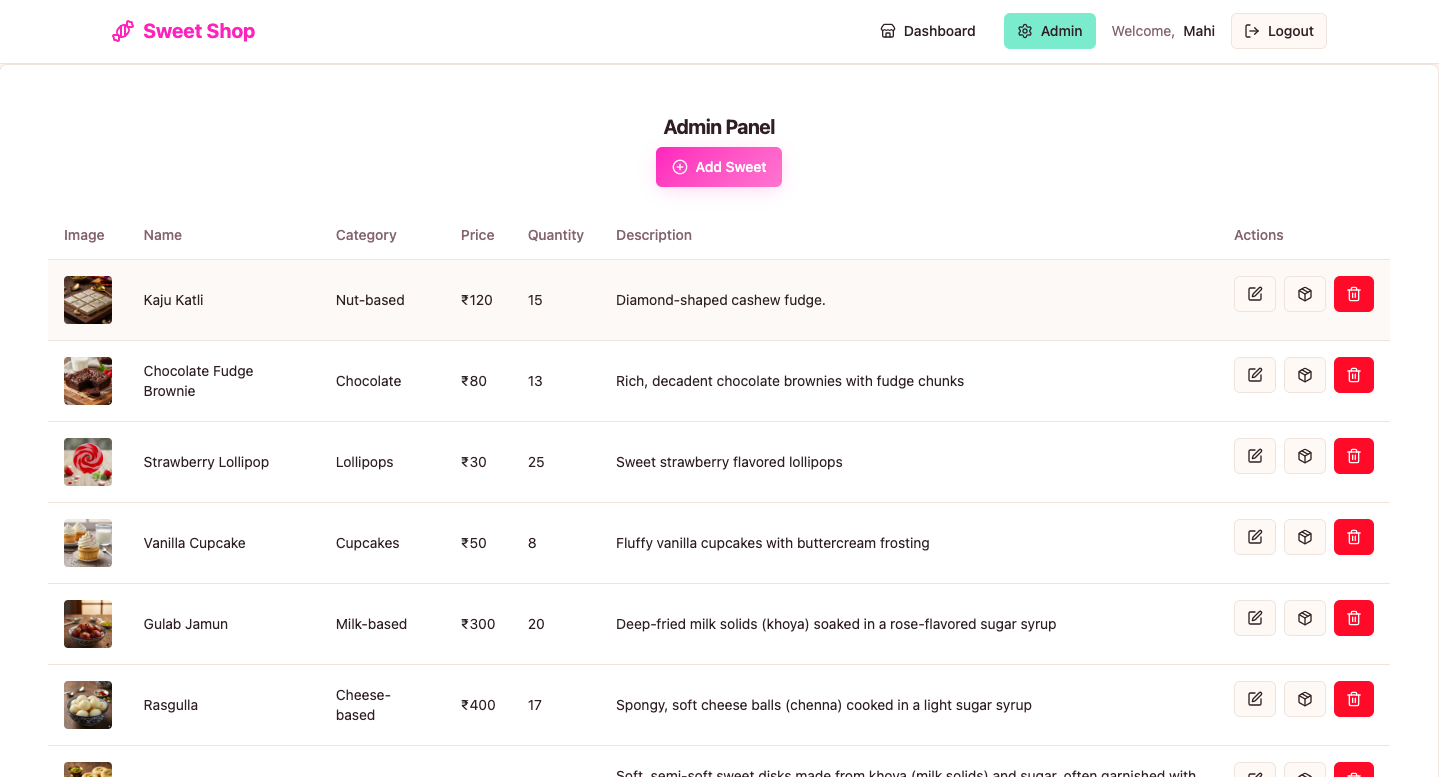 Sweet Shop
Dashboard
Admin
Welcome, Mahi
Logout
Admin Panel
Add Sweet
Image Name Category Price Quantity Description Actions
Kaju Katli Nut-based ₹120 15 Diamond-shaped cashew fudge.
Chocolate Fudge
Brownie Chocolate ₹80 13 Rich, decadent chocolate brownies with fudge chunks
Strawberry Lollipop Lollipops ₹30 25 Sweet strawberry flavored lollipops
Vanilla Cupcake Cupcakes ₹50 8 Fluffy vanilla cupcakes with buttercream frosting
Gulab Jamun Milk-based ₹300 20 Deep-fried milk solids (khoya) soaked in a rose-flavored sugar syrup
Rasgulla Cheese-
based ₹400 17 Spongy, soft cheese balls (chenna) cooked in a light sugar syrup
Soft, semi-soft sweet disks made from khoya (milk solids) and sugar, often garnished with